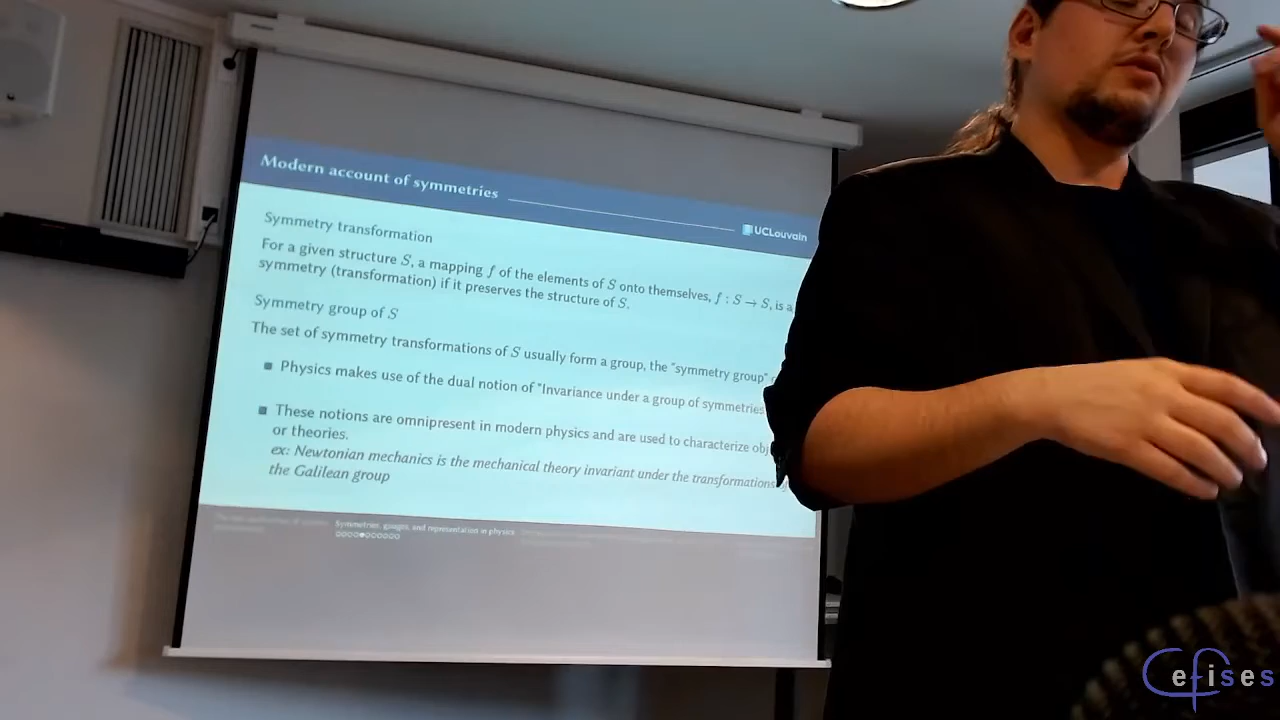 Modern account of symmetries
UCLouvain
Symmetry transformation
For a given structure S, a mapping f of the elements of S onto themselves, f : S → S, is a
symmetry (transformation) if it preserves the structure of S.
Symmetry group of S
The set of symmetry transformations of S usually form a group, the "symmetry group"
Physics makes use of the dual notion of "Invariance under a group of symmetries
These notions are omnipresent in modern physics and are used to characterize obj
or theories.
ex: Newtonian mechanics is the mechanical theory invariant under the transformations
the Galilean group
Symmetries, gauges, and representation in physics
Cefises